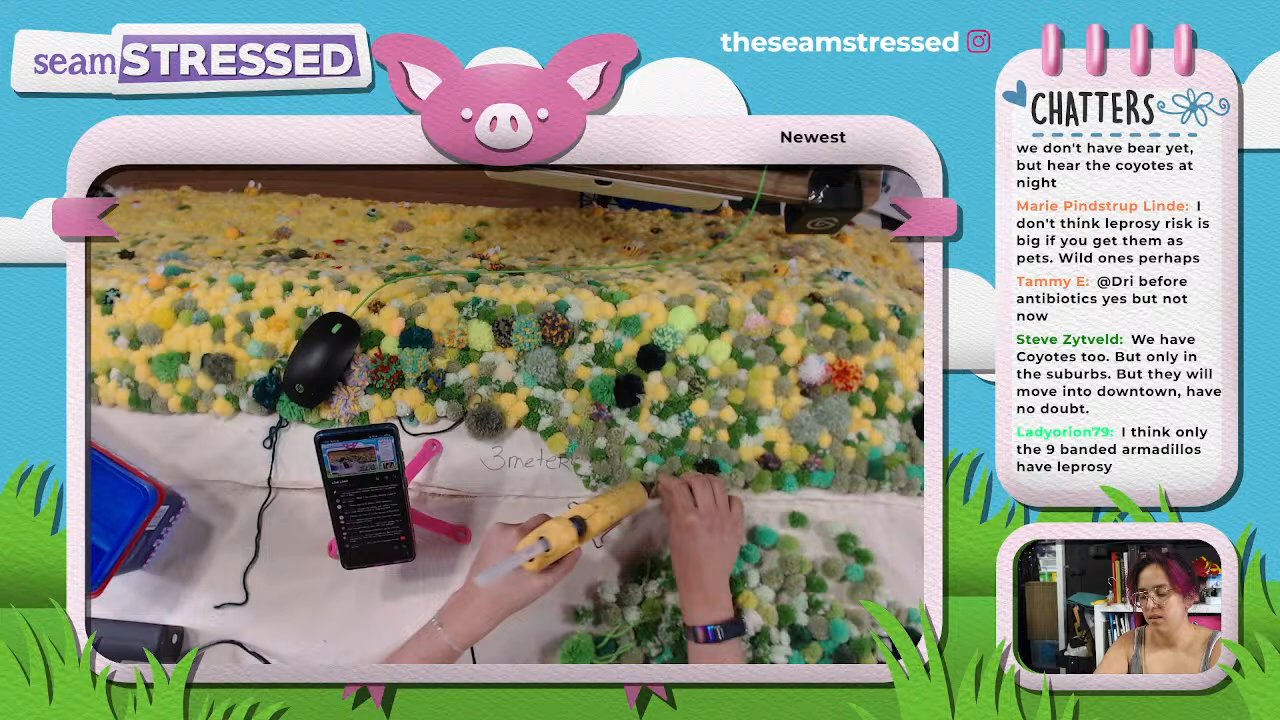 seamSTRESSED
theseamstressed
Newest
CHATTERS
we don't have bear yet,
but hear the coyotes at
night
Marie Pindstrup Linde: I
don't think leprosy risk is
big if you get them as
pets. Wild ones perhaps
Tammy E: @Dri before
antibiotics yes but not
now
Steve Zytveld: We have
Coyotes too. But only in
the suburbs. But they will
move into downtown, have
no doubt.
Ladyorion79: I think only
the 9 banded armadillos
have leprosy
3meter